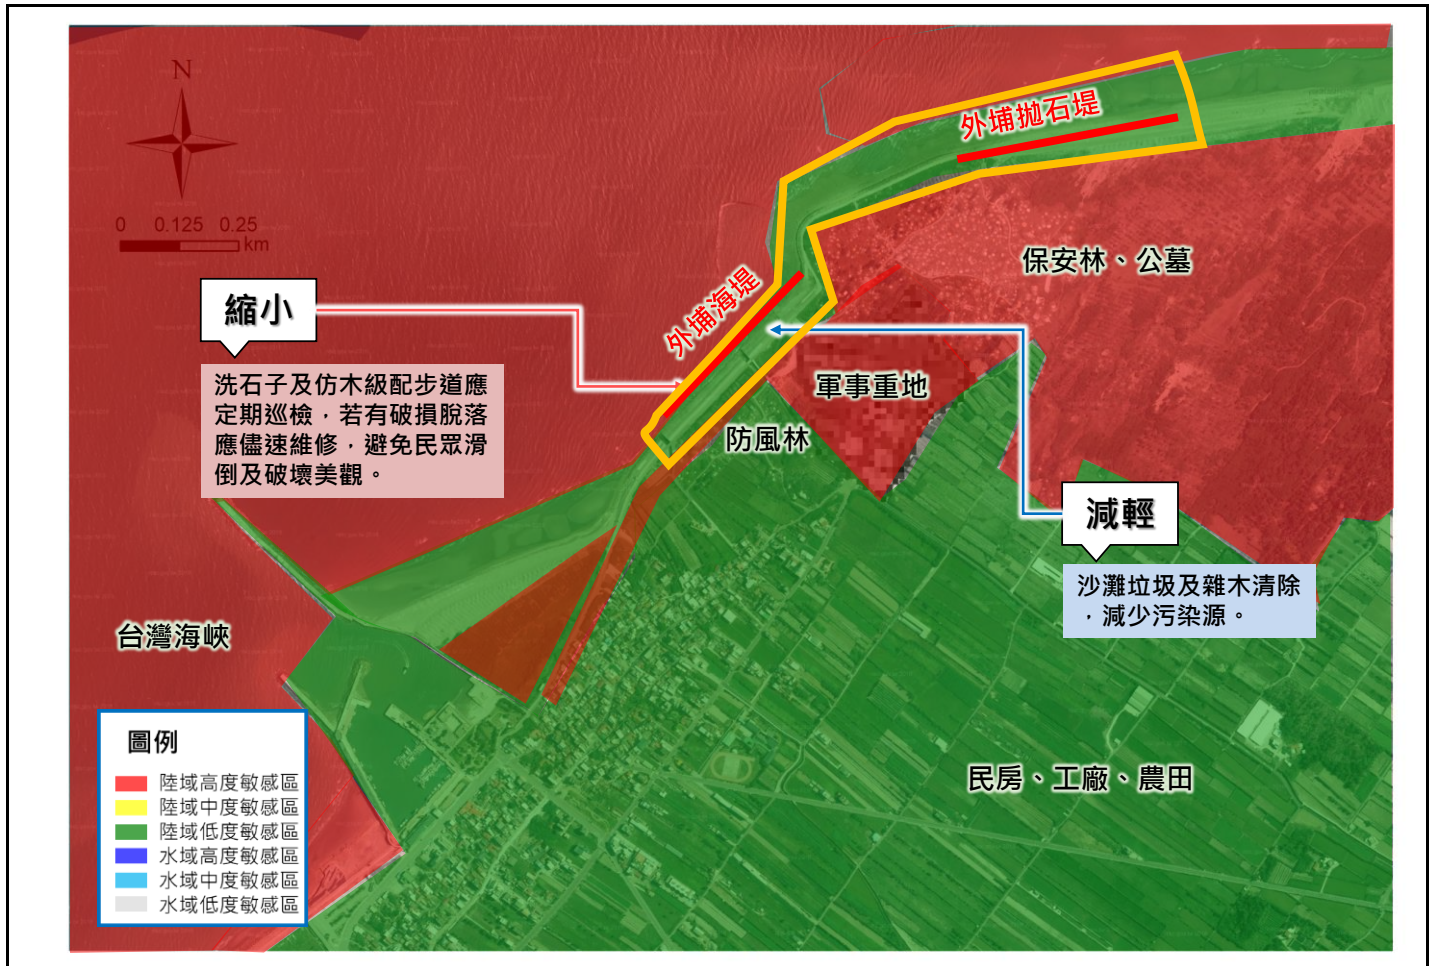 N
0 0.125 0.25
km
外埔拋石堤
保安林、公墓
縮小
外埔海堤
洗石子及仿木級配步道應
定期巡檢，若有破損脫落
應儘速維修，避免民眾滑
倒及破壞美觀。
軍事重地
防風林
減輕
沙灘垃圾及雜木清除
，減少污染源。
台灣海峽
圖例
陸域高度敏感區
陸域中度敏感區
陸域低度敏感區
水域高度敏感區
水域中度敏感區
水域低度敏感區
民房、工廠、農田